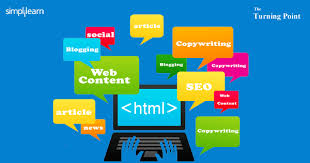 simplilearn
The
Turning Point
article
social
Copywriting
Blogging
Web
Content
Blogging
Copywriting
SEO
<html>
Web
Content
article
news
Copywriting